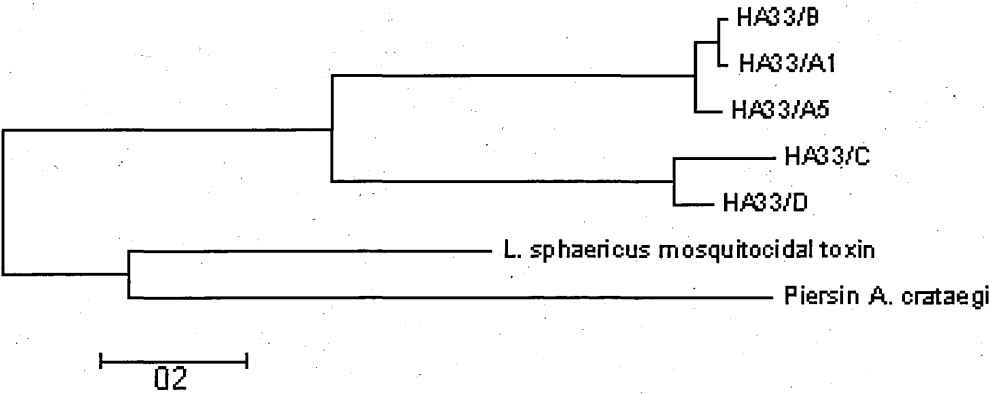 HA33/B
HA33/A1
HA33/A5
HA33/C
HA33/D
L. sphaericus mosquitocidal toxin
Piersin A. crataegi
02